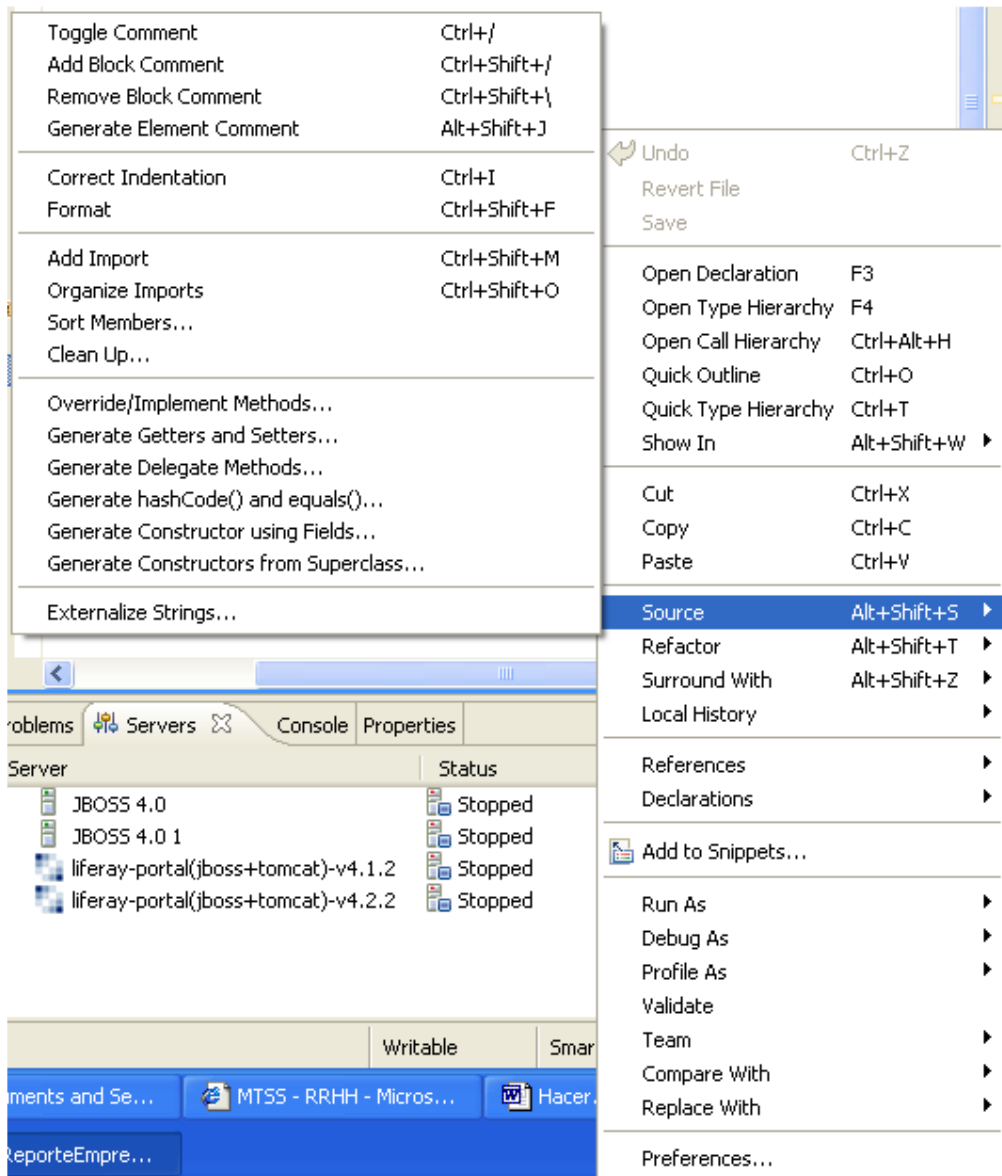 Toggle Comment Ctrl+/
Add Block Comment Ctrl+Shift+/
Remove Block Comment Ctrl+Shift+\
Generate Element Comment Alt+Shift+J
Correct Indentation Ctrl+I
Format Ctrl+Shift+F
Add Import Ctrl+Shift+M
Organize Imports Ctrl+Shift+O
Sort Members...
Clean Up...
Override/Implement Methods...
Generate Getters and Setters...
Generate Delegate Methods...
Generate hashCode() and equals()...
Generate Constructor using Fields...
Generate Constructors from Superclass...
Externalize Strings...
Undo Ctrl+Z
Revert File
Save
Open Declaration F3
Open Type Hierarchy F4
Open Call Hierarchy Ctrl+Alt+H
Quick Outline Ctrl+O
Quick Type Hierarchy Ctrl+T
Show In Alt+Shift+W
Cut Ctrl+X
Copy Ctrl+C
Paste Ctrl+V
Source Alt+Shift+S
Refactor Alt+Shift+T
Surround With Alt+Shift+Z
Local History
References
Declarations
Add to Snippets...
Run As
Debug As
Profile As
Validate
Team
Compare With
Replace With
Preferences...
roblems Servers Console Properties
Server Status
JBOSS 4.0 Stopped
JBOSS 4.0 1 Stopped
liferay-portal(jboss+tomcat)-v4.1.2 Stopped
liferay-portal(jboss+tomcat)-v4.2.2 Stopped
Writable Smar
uments and Se... MTSS - RRHH - Micros... Hacer.
ReporteEmpre...